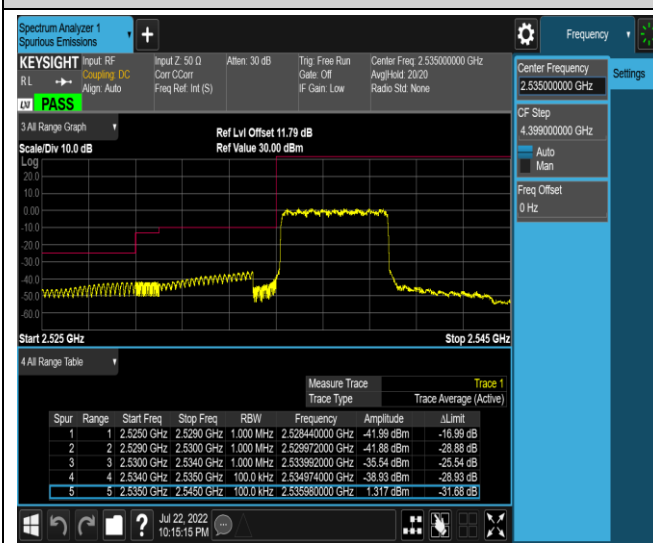 Spectrum Analyzer 1
Spurious Emissions
Frequency
KEYSIGHT
RL
Input: RF
Coupling: DC
Align: Auto
Input Z: 50 Ω
Corr CCorr
Freq Ref: Int (S)
Atten: 30 dB
Trig: Free Run
Gate: Off
IF Gain: Low
Center Freq: 2.535000000 GHz
Avg|Hold: 20/20
Radio Std: None
LXI PASS
Center Frequency
2.535000000 GHz
Settings
CF Step
4.399000000 GHz
Auto
Man
Freq Offset
0 Hz
3 All Range Graph
Scale/Div 10.0 dB
Ref Lvl Offset 11.79 dB
Ref Value 30.00 dBm
Log
20.0
10.0
0.00
-10.0
-20.0
-30.0
-40.0
-50.0
-60.0
Start 2.525 GHz
Stop 2.545 GHz
4 All Range Table
Measure Trace Trace 1
Trace Type Trace Average (Active)
Spur Range Start Freq Stop Freq RBW Frequency Amplitude ΔLimit
1 1 2.5250 GHz 2.5290 GHz 1.000 MHz 2.528440000 GHz -41.99 dBm -16.99 dB
2 2 2.5290 GHz 2.5300 GHz 1.000 MHz 2.529972000 GHz -41.88 dBm -28.88 dB
3 3 2.5300 GHz 2.5340 GHz 1.000 MHz 2.533992000 GHz -35.54 dBm -25.54 dB
4 4 2.5340 GHz 2.5350 GHz 100.0 kHz 2.534974000 GHz -38.93 dBm -28.93 dB
5 5 2.5350 GHz 2.5450 GHz 100.0 kHz 2.535980000 GHz 1.317 dBm -31.68 dB
?
Jul 22, 2022
10:15:15 PM